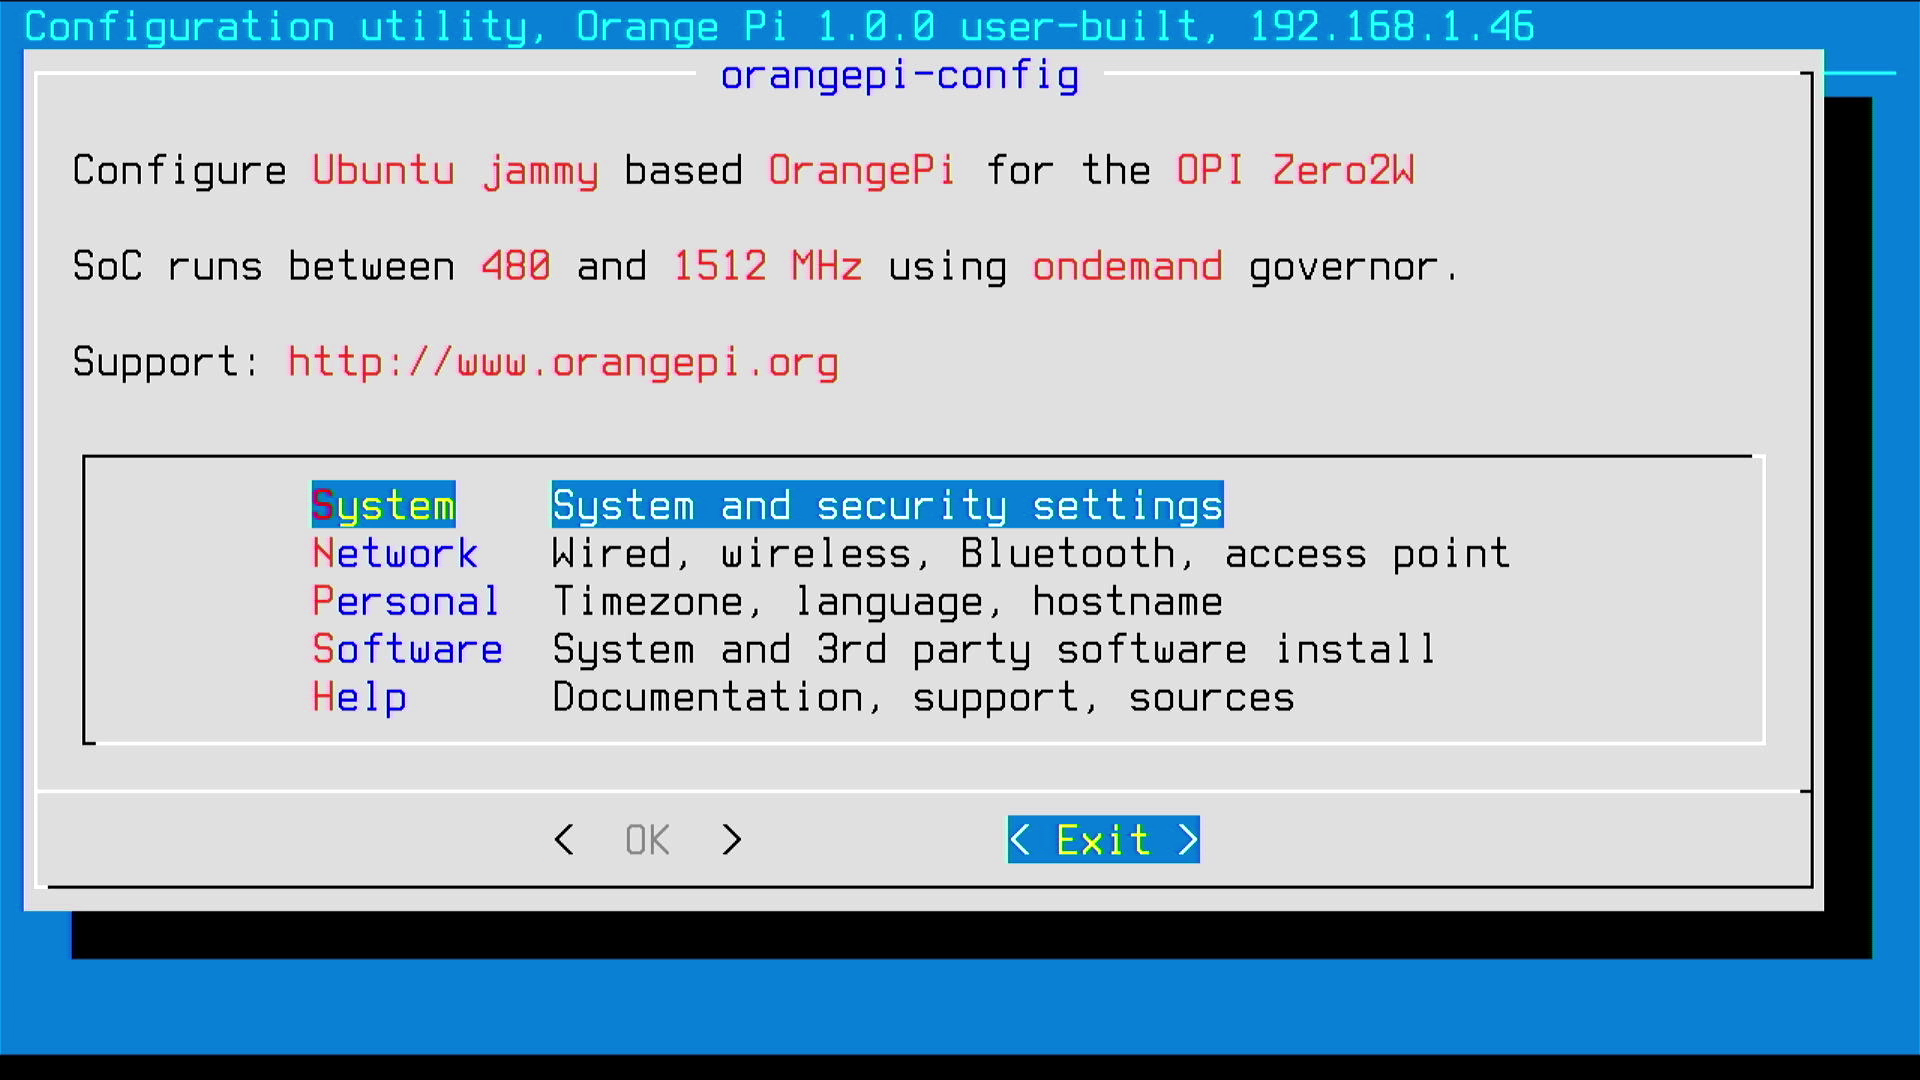 Configuration utility, Orange Pi 1.0.0 user-built, 192.168.1.46
orangepi-config
Configure Ubuntu jammy based OrangePi for the OPI Zero2W
SoC runs between 480 and 1512 MHz using ondemand governor.
Support: http://www.orangepi.org
System System and security settings
Network Wired, wireless, Bluetooth, access point
Personal Timezone, language, hostname
Software System and 3rd party software install
Help Documentation, support, sources
< OK > < Exit >